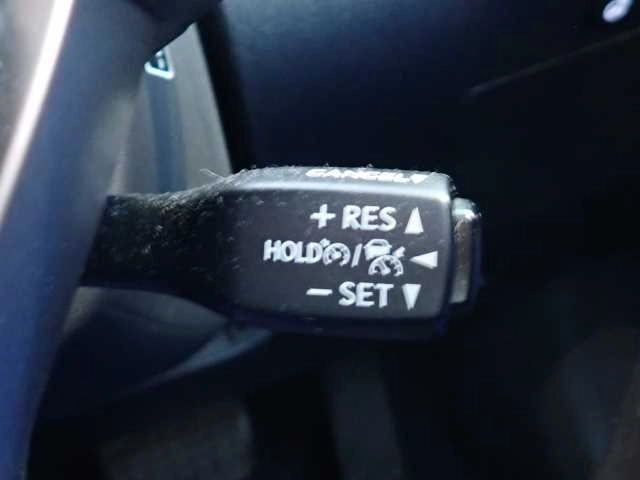 CANCEL
+ RES
HOLD /
− SET